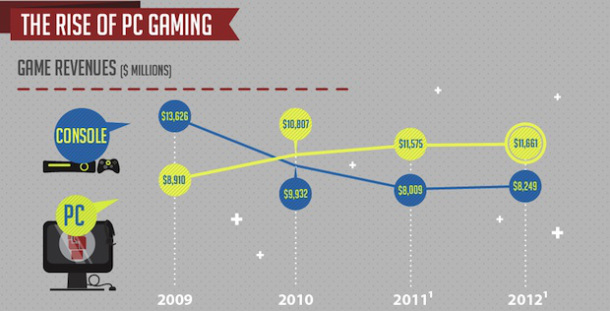 THE RISE OF PC GAMING
GAME REVENUES ($ MILLIONS)
CONSOLE
$13,626
$10,807
$11,575
$11,661
$8,910
$9,932
$8,009
$8,249
PC
2009 2010 2011¹ 2012¹